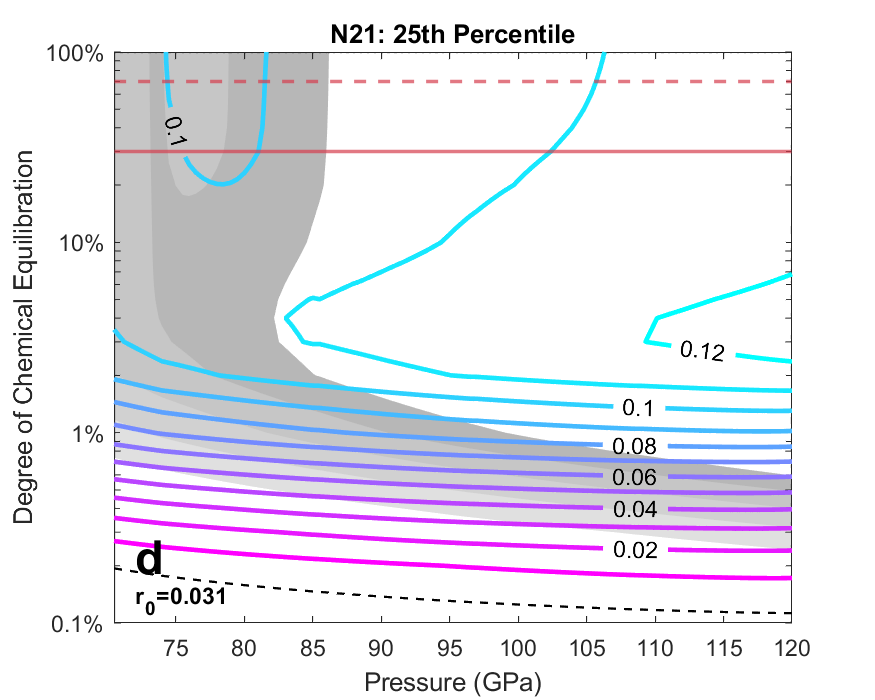 N21: 25th Percentile
100%
10%
1%
0.1%
Degree of Chemical Equilibration
0.1
0.12
0.1
0.08
0.06
0.04
0.02
d
r0=0.031
75 80 85 90 95 100 105 110 115 120
Pressure (GPa)